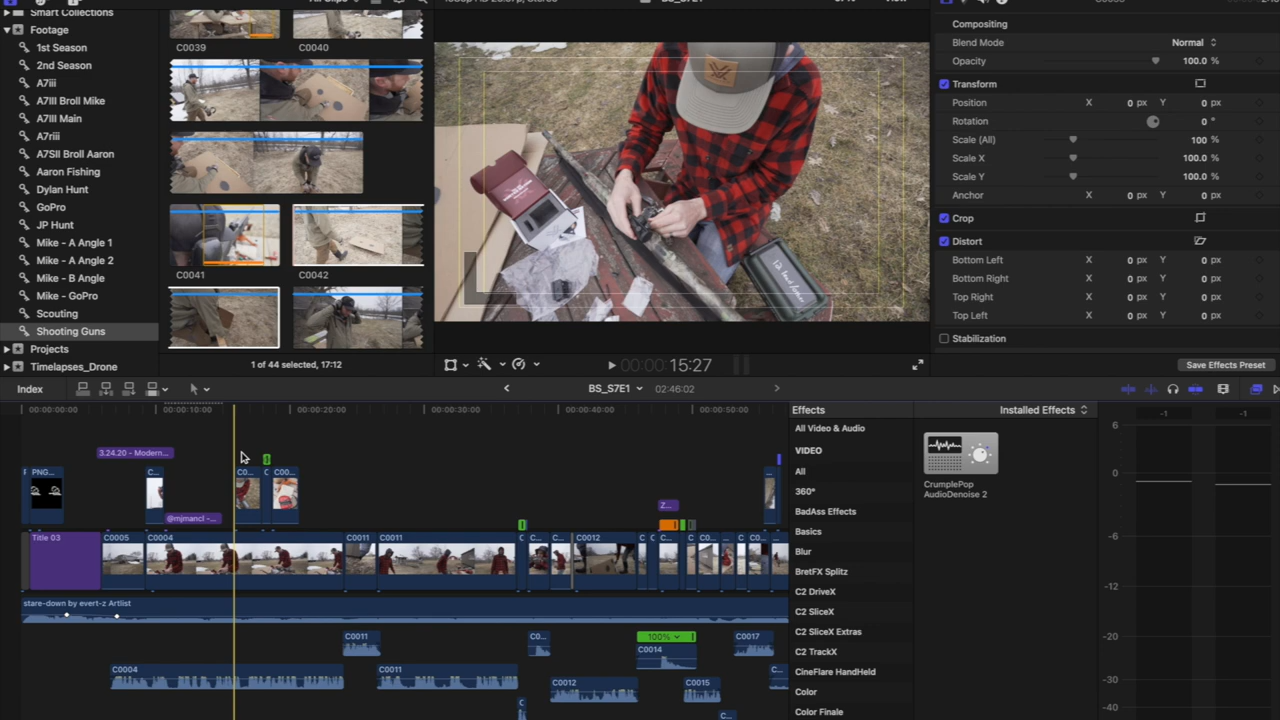 Smart Collections
Footage
1st Season
2nd Season
A7iii
A7III Broll Mike
A7III Main
A7riii
A7SII Broll Aaron
Aaron Fishing
Dylan Hunt
GoPro
JP Hunt
Mike - A Angle 1
Mike - A Angle 2
Mike - B Angle
Mike - GoPro
Scouting
Shooting Guns
Projects
Timelapses_Drone
C0039
C0040
C0041
C0042
1 of 44 selected, 17:12
00:00:15:27
Compositing
Blend Mode Normal
Opacity 100.0 %
Transform
Position X 0 px Y 0 px
Rotation 0 °
Scale (All) 100 %
Scale X 100.0 %
Scale Y 100.0 %
Anchor X 0 px Y 0 px
Crop
Distort
Bottom Left X 0 px Y 0 px
Bottom Right X 0 px Y 0 px
Top Right X 0 px Y 0 px
Top Left X 0 px Y 0 px
Stabilization
Save Effects Preset
Index
BS_S7E1 02:46:02
00:00:00:00 00:00:10:00 00:00:20:00 00:00:30:00 00:00:40:00 00:00:50:00
3.24.20 - Modern...
PNG... C... C0... C C00...
@mjmancl -...
Z...
Title 03 C0005 C0004 C0011 C0011 C C... C... C0012 C C C... C C0... C... C C0...
stare-down by evert-z Artlist
C0011 C0... 100% C0017
C0014
C0004 C0011 C0012 C0015 C...
C
C...
Effects Installed Effects
All Video & Audio
VIDEO
All
360°
BadAss Effects
Basics
Blur
BretFX Splitz
C2 DriveX
C2 SliceX
C2 SliceX Extras
C2 TrackX
CineFlare HandHeld
Color
Color Finale
CrumplePop
AudioDenoise 2
-1 -1
6
0
-6
-12
-20
-30
-40